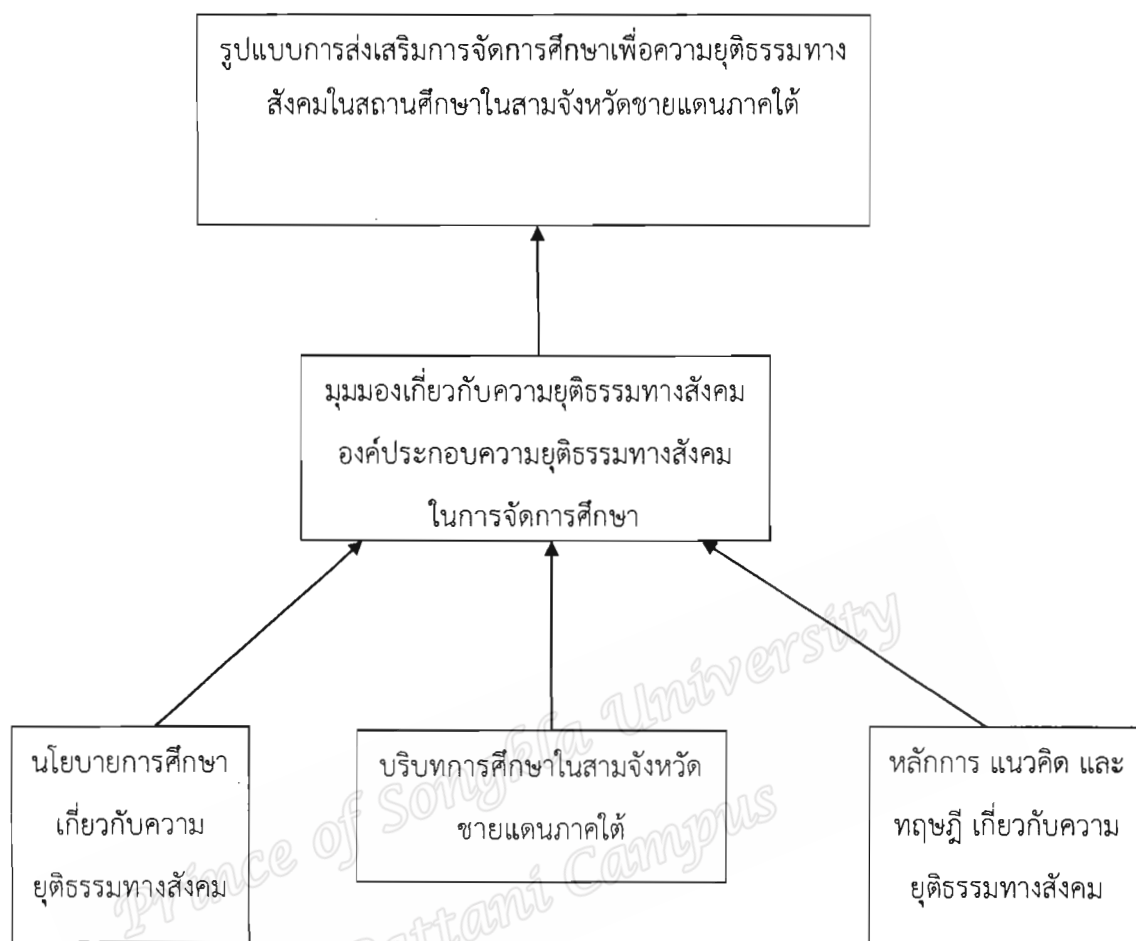 รูปแบบการส่งเสริมการจัดการศึกษาเพื่อความยุติธรรมทาง
สังคมในสถานศึกษาในสามจังหวัดชายแดนภาคใต้
มุมมองเกี่ยวกับความยุติธรรมทางสังคม
องค์ประกอบความยุติธรรมทางสังคม
ในการจัดการศึกษา
นโยบายการศึกษา
เกี่ยวกับความ
ยุติธรรมทางสังคม
บริบทการศึกษาในสามจังหวัด
ชายแดนภาคใต้
หลักการ แนวคิด และ
ทฤษฎี เกี่ยวกับความ
ยุติธรรมทางสังคม
Prince of Songkla University
Pattani Campus